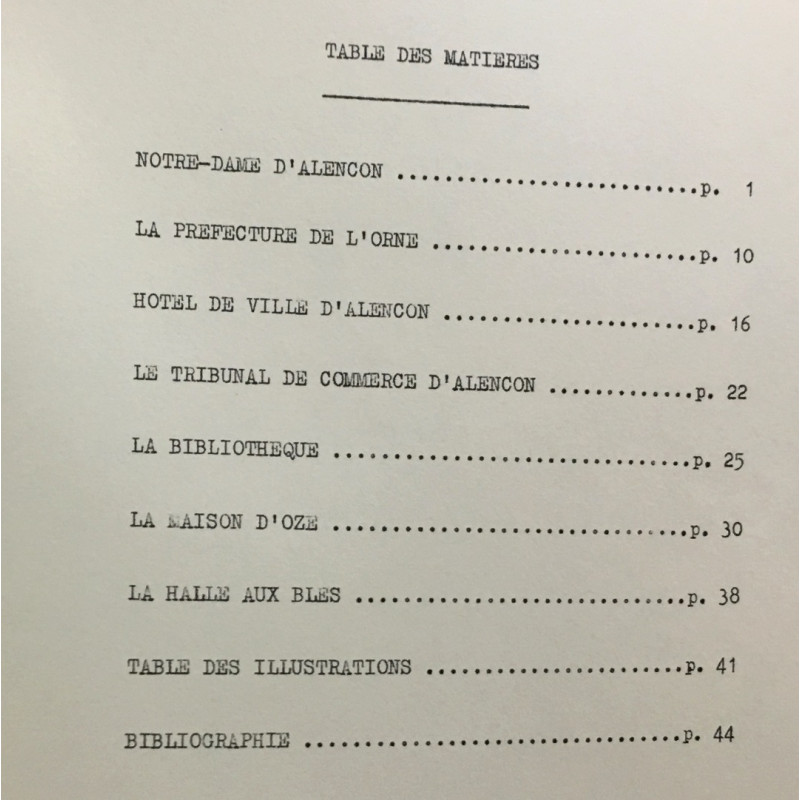 TABLE DES MATIERES
NOTRE-DAME D'ALENCON .........................p. 1
LA PREFECTURE DE L'ORNE ......................p. 10
HOTEL DE VILLE D'ALENCON .....................p. 16
LE TRIBUNAL DE COMMERCE D'ALENCON ............p. 22
LA BIBLIOTHEQUE ..............................p. 25
LA MAISON D'OZE ..............................p. 30
LA HALLE AUX BLES ............................p. 38
TABLE DES ILLUSTRATIONS ......................p. 41
BIBLIOGRAPHIE ................................p. 44